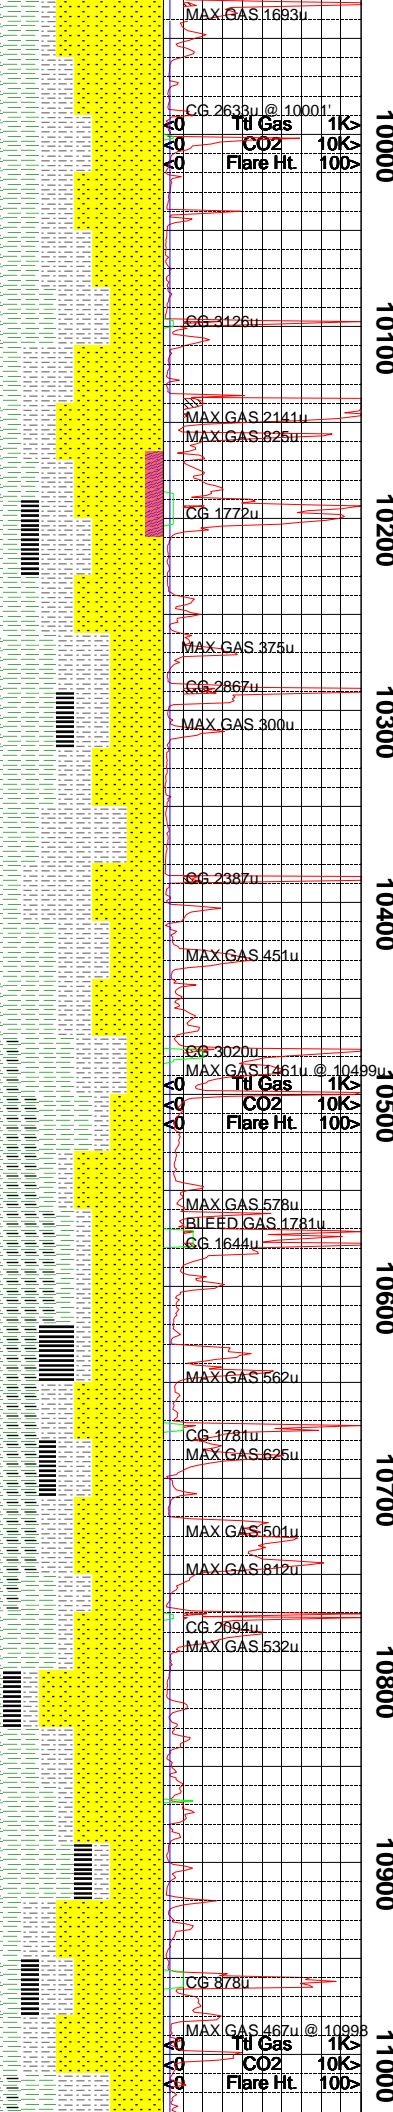 MAX GAS 1693u
CG 2633u @ 10001'
<0 Ttl Gas 1K>
<0 CO2 10K>
<0 Flare Ht. 100>
10000
CG 3126u
10100
MAX GAS 2141u
MAX GAS 825u
CG 1772u
10200
MAX GAS 375u
CG 2867u
MAX GAS 300u
10300
CG 2387u
10400
MAX GAS 451u
CG 3020u
MAX GAS 1461u @ 10499u
<0 Ttl Gas 1K>
<0 CO2 10K>
<0 Flare Ht. 100>
10500
MAX GAS 578u
BLEED GAS 1781u
CG 1644u
10600
MAX GAS 562u
CG 1781u
MAX GAS 625u
10700
MAX GAS 501u
MAX GAS 812u
CG 2094u
MAX GAS 532u
10800
10900
CG 878u
MAX GAS 467u @ 10998
<0 Ttl Gas 1K>
<0 CO2 10K>
<0 Flare Ht. 100>
11000